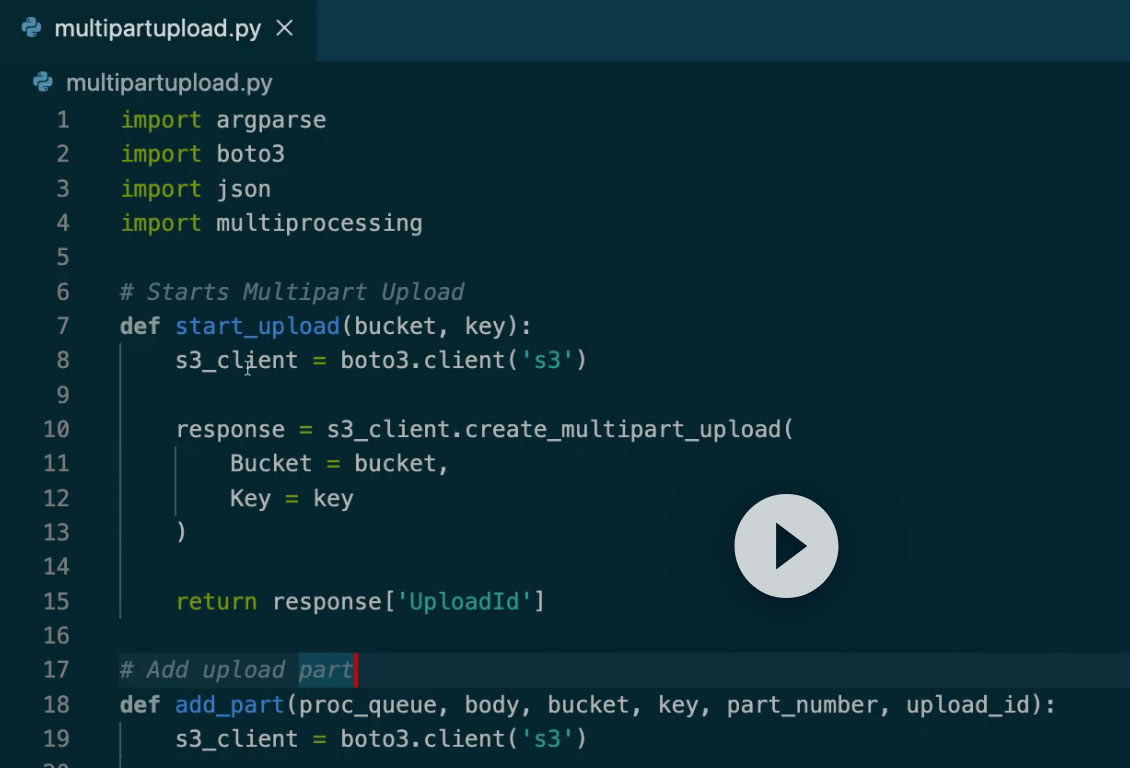 multipartupload.py
multipartupload.py
1 import argparse
2 import boto3
3 import json
4 import multiprocessing
5
6 # Starts Multipart Upload
7 def start_upload(bucket, key):
8 s3_client = boto3.client('s3')
9
10 response = s3_client.create_multipart_upload(
11 Bucket = bucket,
12 Key = key
13 )
14
15 return response['UploadId']
16
17 # Add upload part
18 def add_part(proc_queue, body, bucket, key, part_number, upload_id):
19 s3_client = boto3.client('s3')